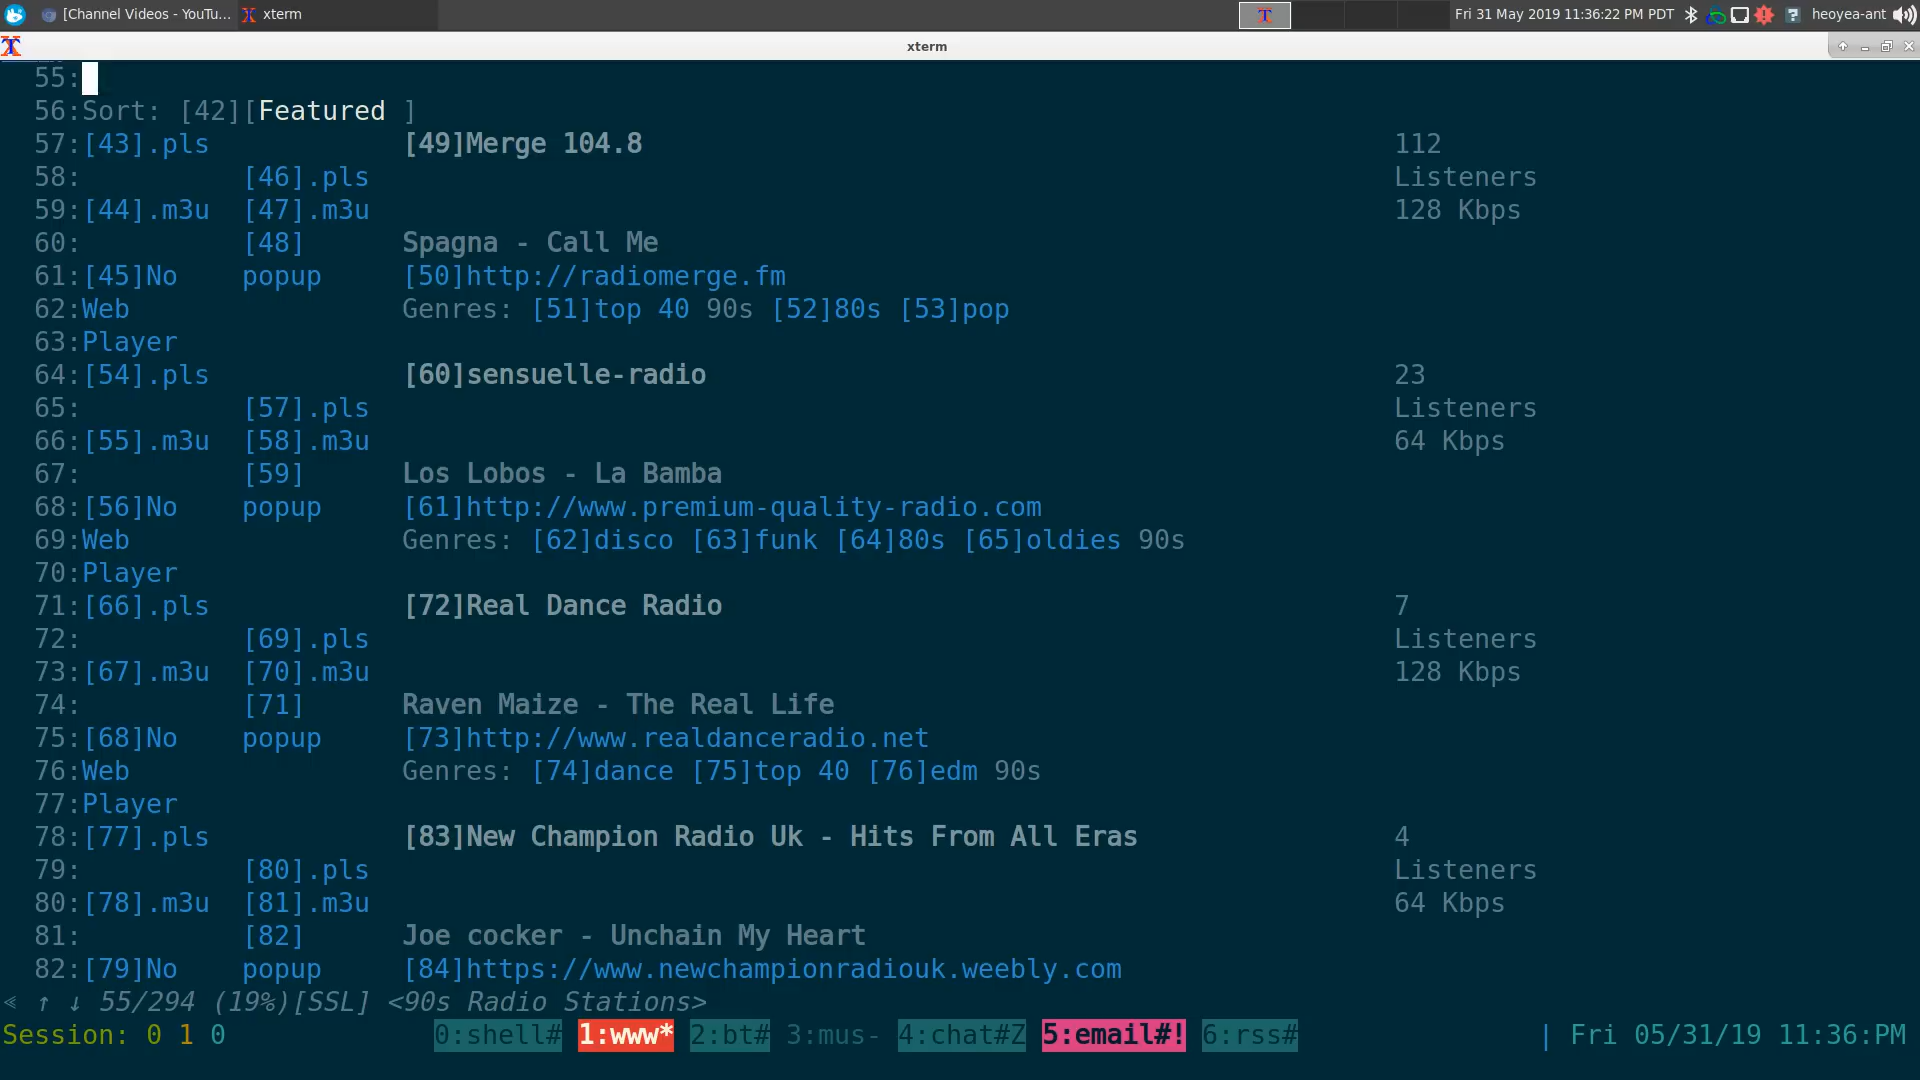 [Channel Videos - YouTu... xterm T Fri 31 May 2019 11:36:22 PM PDT ? heoyea-ant
xterm
55:
56:Sort: [42][Featured ]
57:[43].pls [49]Merge 104.8 112
58: [46].pls Listeners
59:[44].m3u [47].m3u 128 Kbps
60: [48] Spagna - Call Me
61:[45]No popup [50]http://radiomerge.fm
62:Web Genres: [51]top 40 90s [52]80s [53]pop
63:Player
64:[54].pls [60]sensuelle-radio 23
65: [57].pls Listeners
66:[55].m3u [58].m3u 64 Kbps
67: [59] Los Lobos - La Bamba
68:[56]No popup [61]http://www.premium-quality-radio.com
69:Web Genres: [62]disco [63]funk [64]80s [65]oldies 90s
70:Player
71:[66].pls [72]Real Dance Radio 7
72: [69].pls Listeners
73:[67].m3u [70].m3u 128 Kbps
74: [71] Raven Maize - The Real Life
75:[68]No popup [73]http://www.realdanceradio.net
76:Web Genres: [74]dance [75]top 40 [76]edm 90s
77:Player
78:[77].pls [83]New Champion Radio Uk - Hits From All Eras 4
79: [80].pls Listeners
80:[78].m3u [81].m3u 64 Kbps
81: [82] Joe cocker - Unchain My Heart
82:[79]No popup [84]https://www.newchampionradiouk.weebly.com
≪ ↑ ↓ 55/294 (19%)[SSL] <90s Radio Stations>
Session: 0 1 0 0:shell# 1:www* 2:bt# 3:mus- 4:chat#Z 5:email#! 6:rss# | Fri 05/31/19 11:36:PM